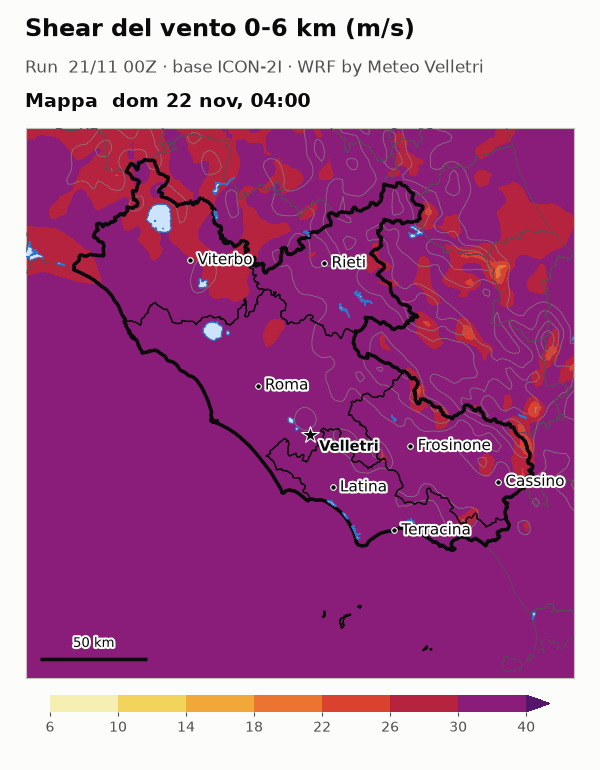 Shear del vento 0-6 km (m/s)
Run  21/11 00Z · base ICON-2I · WRF by Meteo Velletri
Mappa  dom 22 nov, 04:00
Viterbo
Rieti
Roma
Velletri
Frosinone
Latina
Cassino
Terracina
50 km
6 10 14 18 22 26 30 40